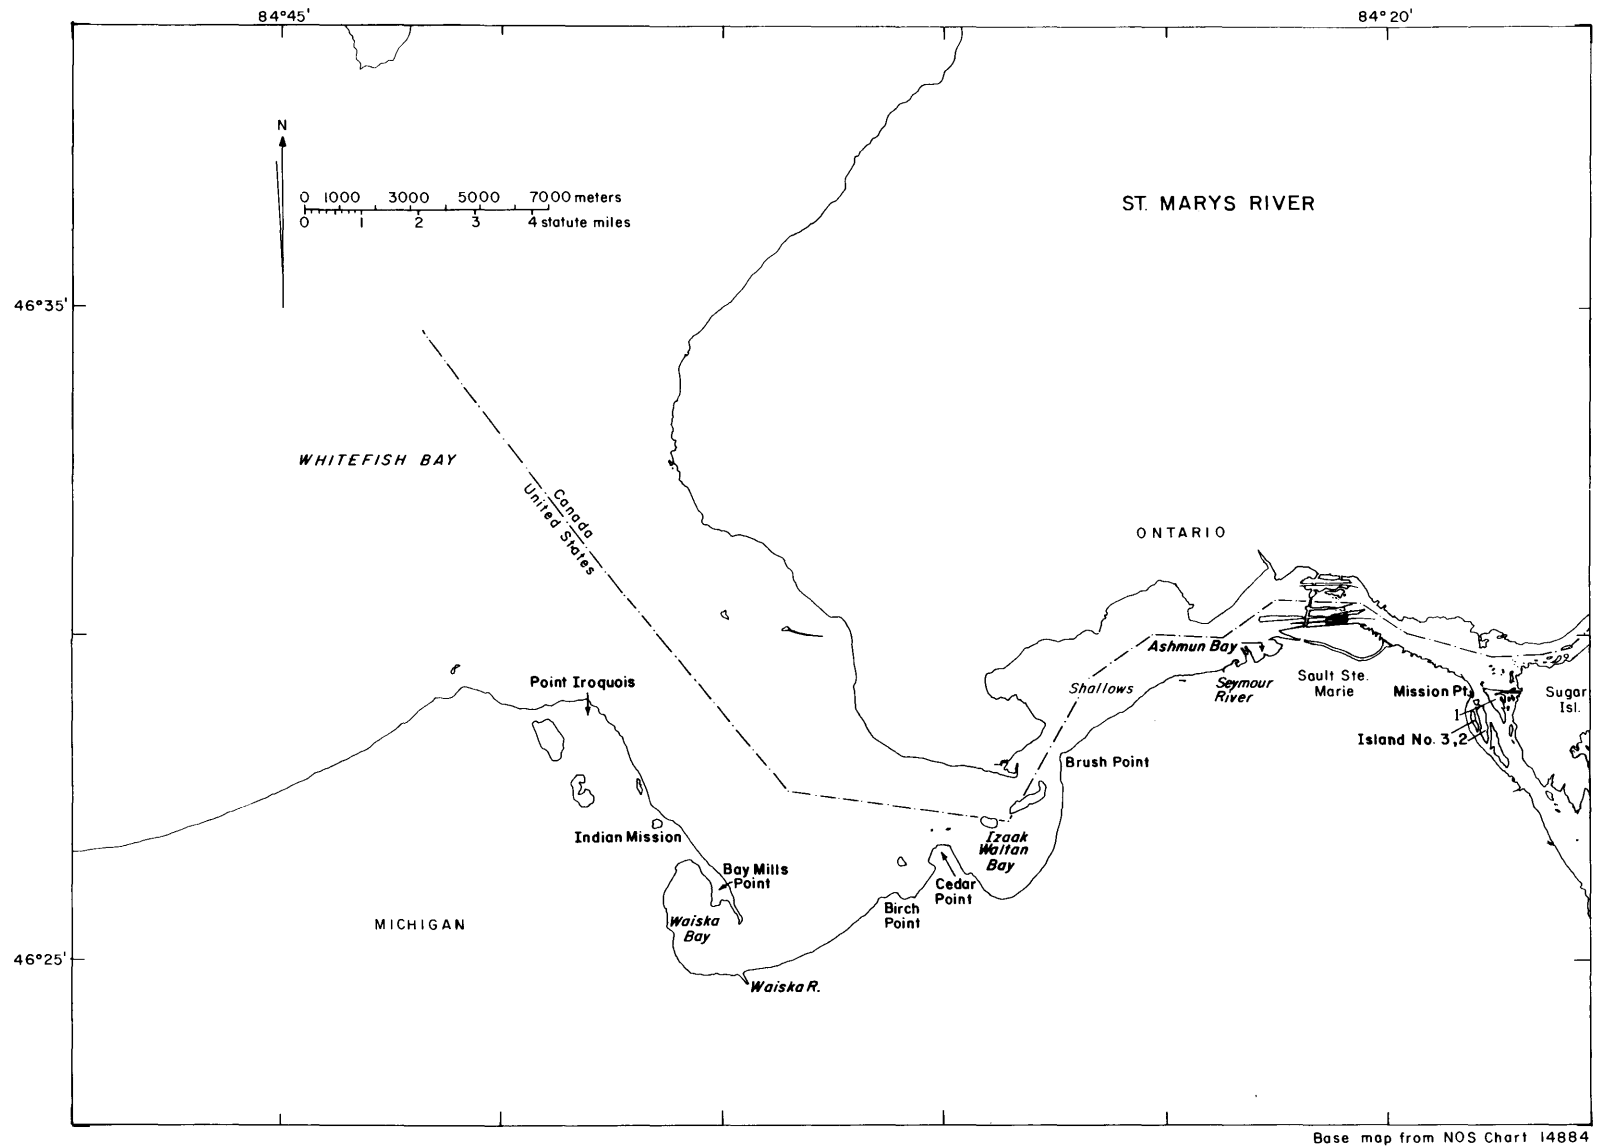 84°45'
84°20'
N
0 1000 3000 5000 7000 meters
0 1 2 3 4 statute miles
ST. MARYS RIVER
46°35'
WHITEFISH BAY
Canada
United States
ONTARIO
Ashmun Bay
Shallows
Seymour
River
Sault Ste.
Marie
Mission Pt.
Sugar
Isl.
1
Island No. 3,2
Point Iroquois
Brush Point
Indian Mission
Izaak
Waltan
Bay
Bay Mills
Point
Cedar
Point
Birch
Point
Waiska
Bay
MICHIGAN
46°25'
Waiska R.
Base map from NOS Chart 14884